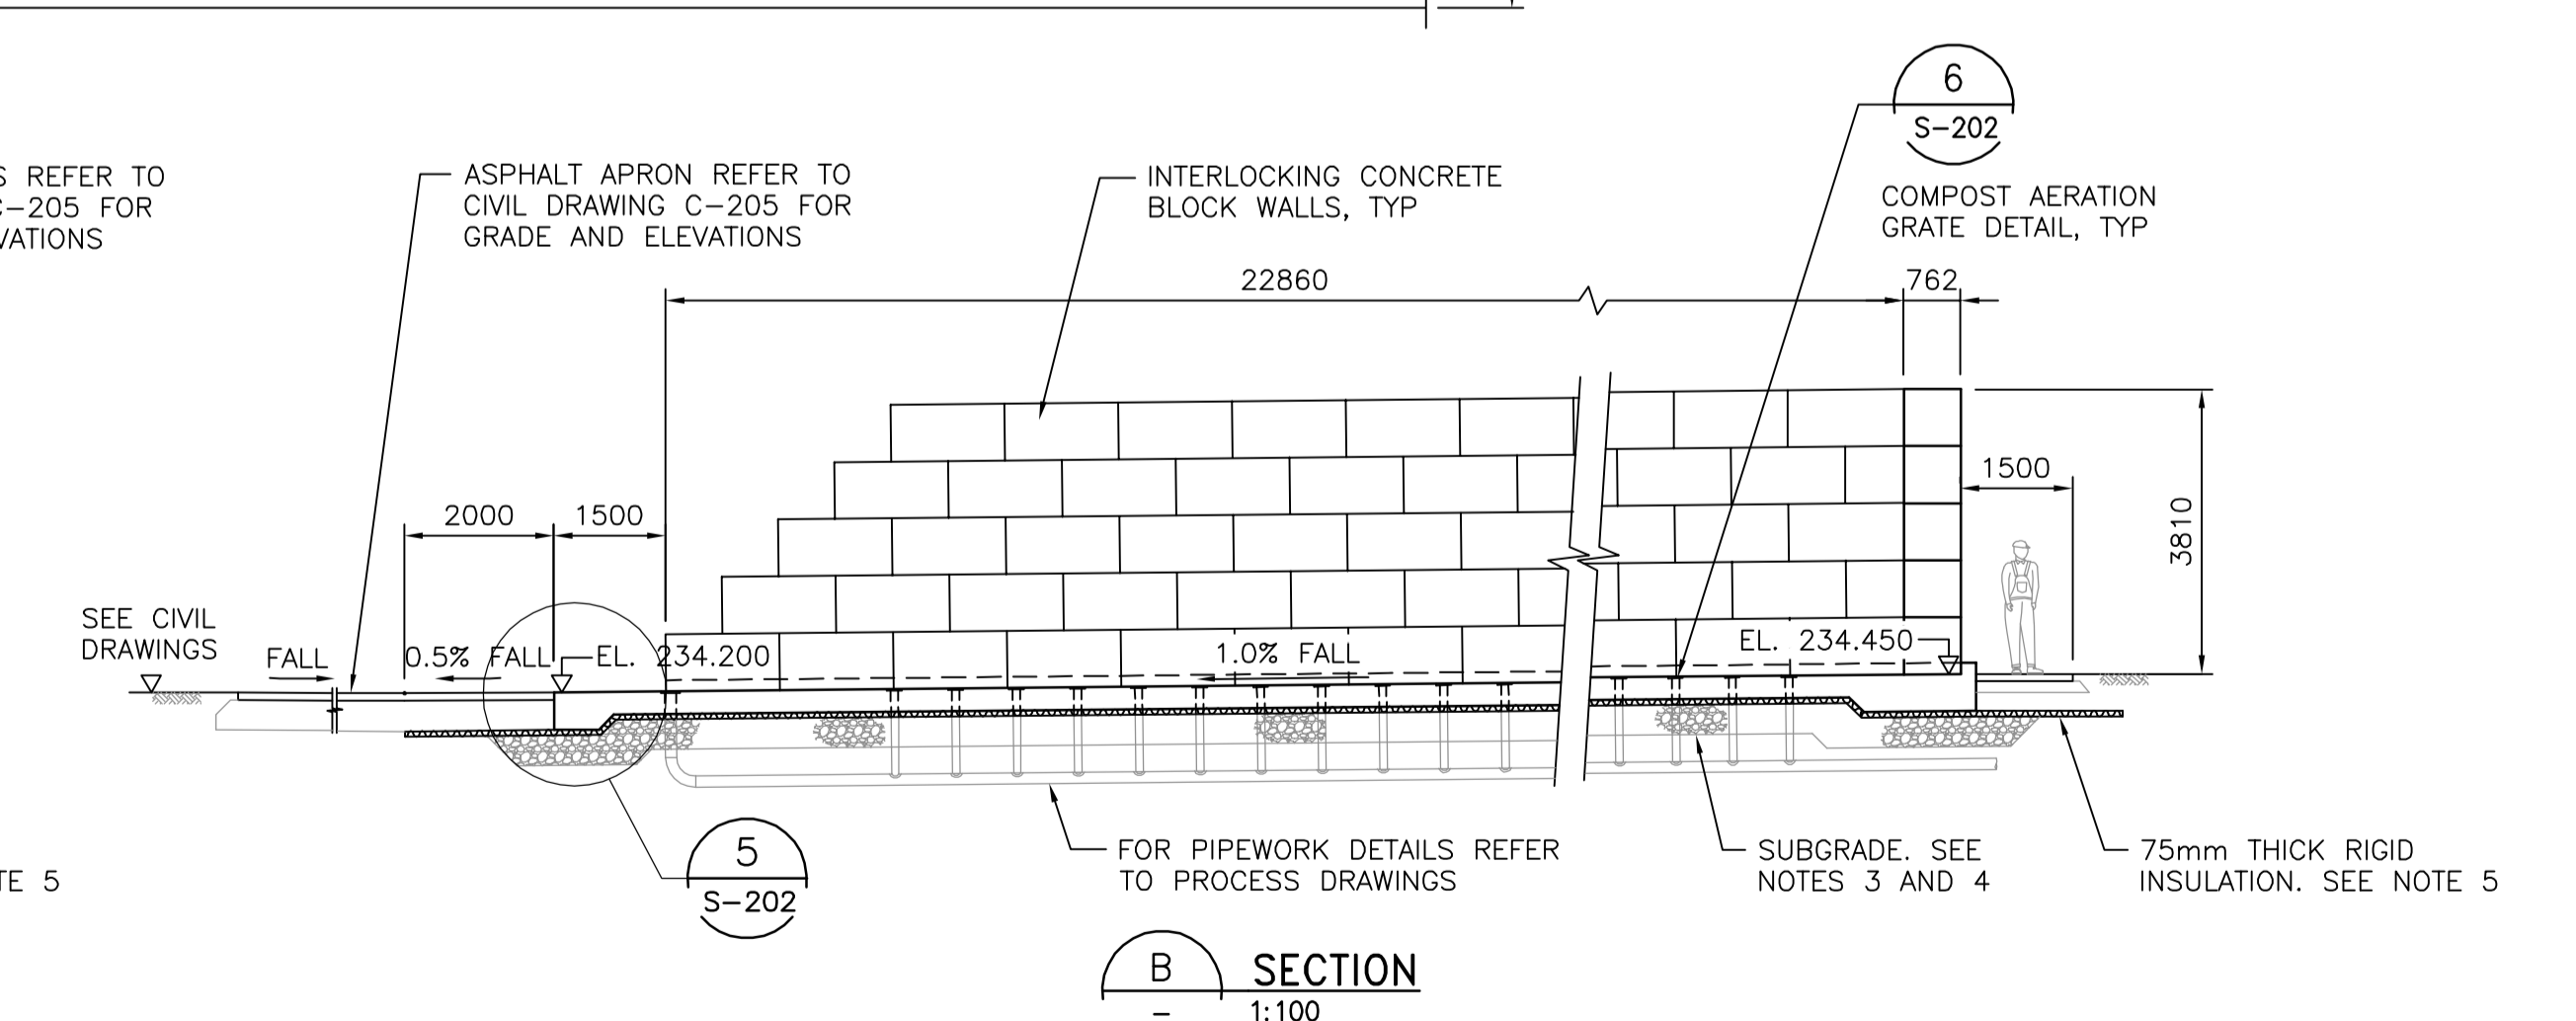 6
S-202
S REFER TO
C-205 FOR
VATIONS
ASPHALT APRON REFER TO
CIVIL DRAWING C-205 FOR
GRADE AND ELEVATIONS
INTERLOCKING CONCRETE
BLOCK WALLS, TYP
COMPOST AERATION
GRATE DETAIL, TYP
22860
762
1500
3810
2000
1500
SEE CIVIL
DRAWINGS
FALL
0.5% FALL
EL. 234.200
1.0% FALL
EL. 234.450
5
S-202
FOR PIPEWORK DETAILS REFER
TO PROCESS DRAWINGS
SUBGRADE. SEE
NOTES 3 AND 4
75mm THICK RIGID
INSULATION. SEE NOTE 5
TE 5
B
SECTION
-
1:100